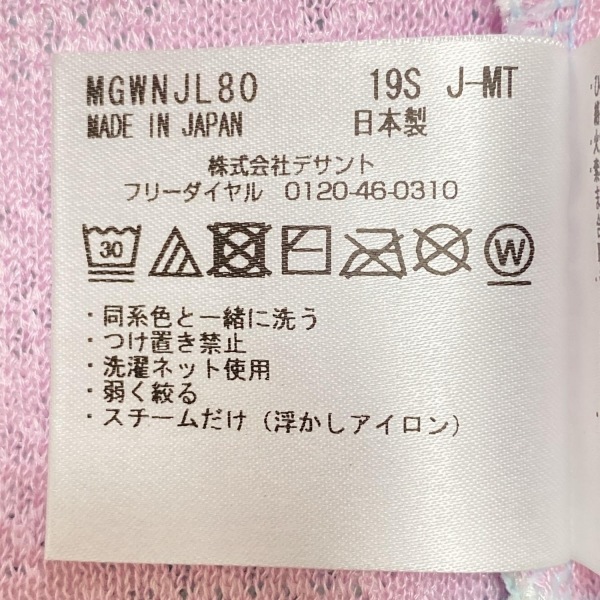 MGWNJL80 19S J-MT
MADE IN JAPAN 日本製
株式会社デサント
フリーダイヤル 0120-46-0310
30 W
・同系色と一緒に洗う
・つけ置き禁止
・洗濯ネット使用
・弱く絞る
・スチームだけ（浮かしアイロン）